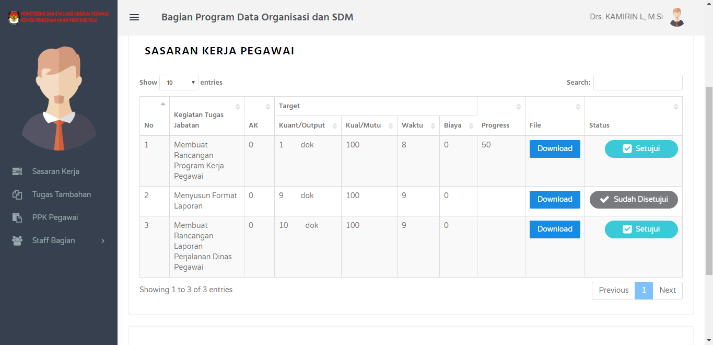 Bagian Program Data Organisasi dan SDM
Drs. KAMIRIN L, M.Si
Sasaran Kerja
Tugas Tambahan
PPK Pegawai
Staff Bagian
SASARAN KERJA PEGAWAI
Show 10 entries
Search:
No
Kegiatan Tugas
Jabatan
AK
Target
Kuant/Output
Kual/Mutu
Waktu
Biaya
Progress
File
Status
1
Membuat
Rancangan
Program Kerja
Pegawai
0
1 dok
100
8
0
50
Download
Setujui
2
Menyusun Format
Laporan
0
9 dok
100
9
0
Download
Sudah Disetujui
3
Membuat
Rancangan
Laporan
Perjalanan Dinas
Pegawai
0
10 dok
100
9
0
Download
Setujui
Showing 1 to 3 of 3 entries
Previous 1 Next